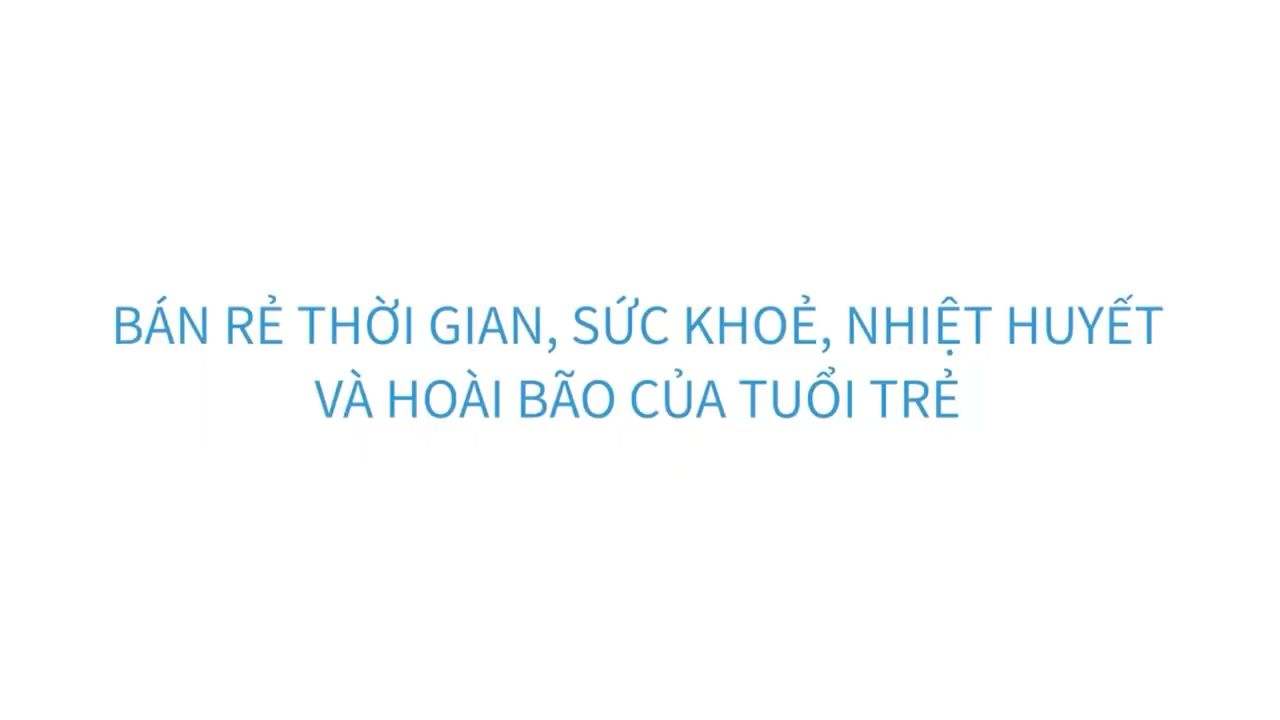 BÁN RẺ THỜI GIAN, SỨC KHOẺ, NHIỆT HUYẾT
VÀ HOÀI BÃO CỦA TUỔI TRẺ